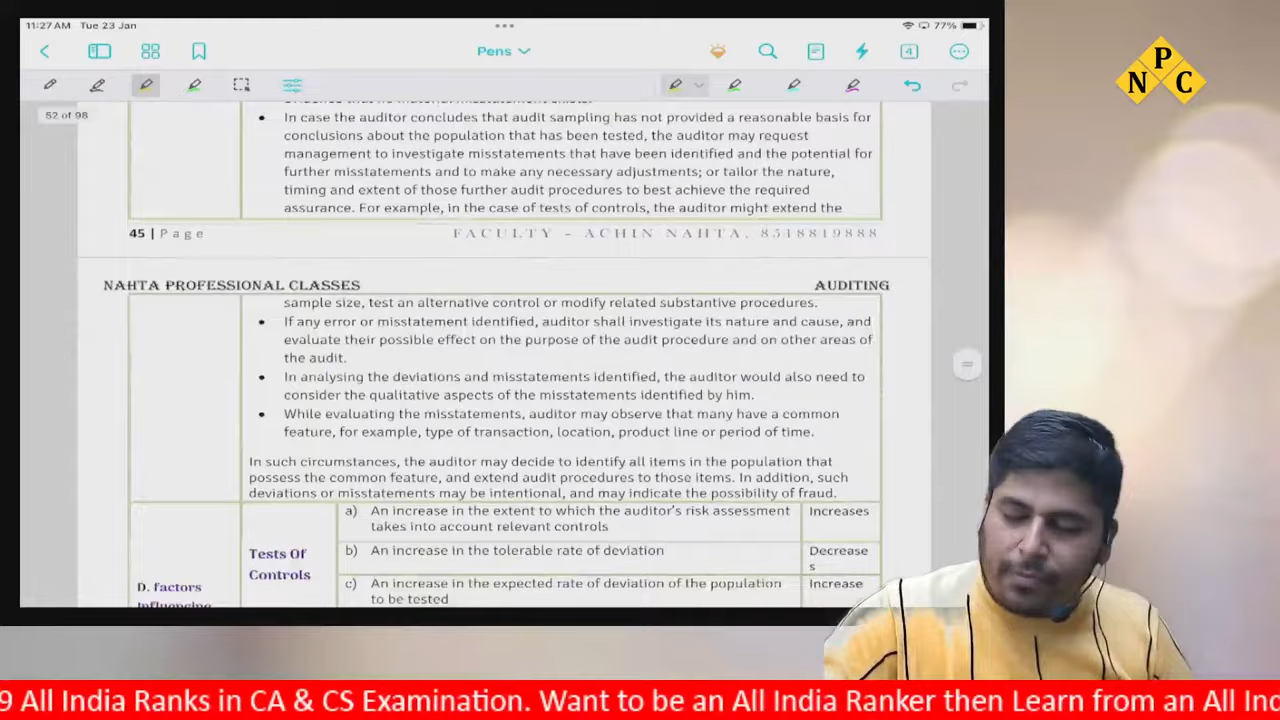 11:27 AM Tue 23 Jan
77%
Pens
4
52 of 98
In case the auditor concludes that audit sampling has not provided a reasonable basis for
conclusions about the population that has been tested, the auditor may request
management to investigate misstatements that have been identified and the potential for
further misstatements and to make any necessary adjustments; or tailor the nature,
timing and extent of those further audit procedures to best achieve the required
assurance. For example, in the case of tests of controls, the auditor might extend the
45 | Page
FACULTY - ACHIN NAHTA, 8518819888
NAHTA PROFESSIONAL CLASSES
AUDITING
sample size, test an alternative control or modify related substantive procedures.
If any error or misstatement identified, auditor shall investigate its nature and cause, and
evaluate their possible effect on the purpose of the audit procedure and on other areas of
the audit.
In analysing the deviations and misstatements identified, the auditor would also need to
consider the qualitative aspects of the misstatements identified by him.
While evaluating the misstatements, auditor may observe that many have a common
feature, for example, type of transaction, location, product line or period of time.
In such circumstances, the auditor may decide to identify all items in the population that
possess the common feature, and extend audit procedures to those items. In addition, such
deviations or misstatements may be intentional, and may indicate the possibility of fraud.
D. factors
influencing
Tests Of
Controls
a) An increase in the extent to which the auditor's risk assessment
takes into account relevant controls
Increases
b) An increase in the tolerable rate of deviation
Decrease
s
c) An increase in the expected rate of deviation of the population
to be tested
Increase
N P C
9 All India Ranks in CA & CS Examination. Want to be an All India Ranker then Learn from an All Inc